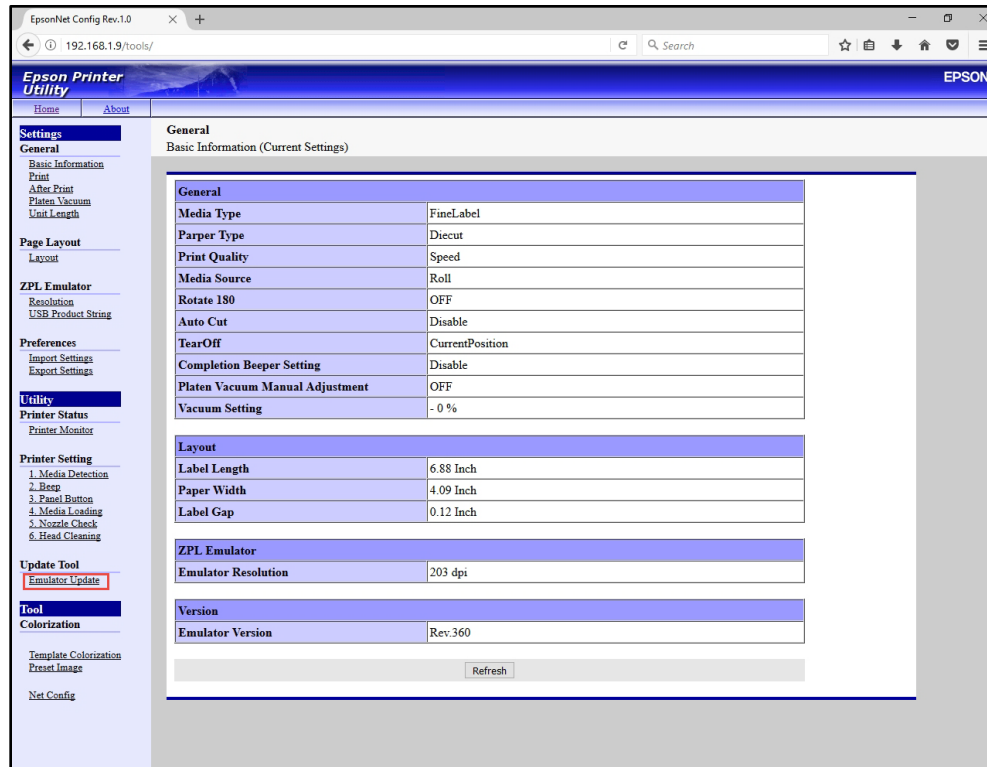 EpsonNet Config Rev.1.0
192.168.1.9/tools/
Search
Epson Printer
Utility
EPSON
Home About
Settings
General
Basic Information
Print
After Print
Platen Vacuum
Unit Length
Page Layout
Layout
ZPL Emulator
Resolution
USB Product String
Preferences
Import Settings
Export Settings
Utility
Printer Status
Printer Monitor
Printer Setting
1. Media Detection
2. Beep
3. Panel Button
4. Media Loading
5. Nozzle Check
6. Head Cleaning
Update Tool
Emulator Update
Tool
Colorization
Template Colorization
Preset Image
Net Config
General
Basic Information (Current Settings)
General
Media Type FineLabel
Parper Type Diecut
Print Quality Speed
Media Source Roll
Rotate 180 OFF
Auto Cut Disable
TearOff CurrentPosition
Completion Beeper Setting Disable
Platen Vacuum Manual Adjustment OFF
Vacuum Setting - 0 %
Layout
Label Length 6.88 Inch
Paper Width 4.09 Inch
Label Gap 0.12 Inch
ZPL Emulator
Emulator Resolution 203 dpi
Version
Emulator Version Rev.360
Refresh